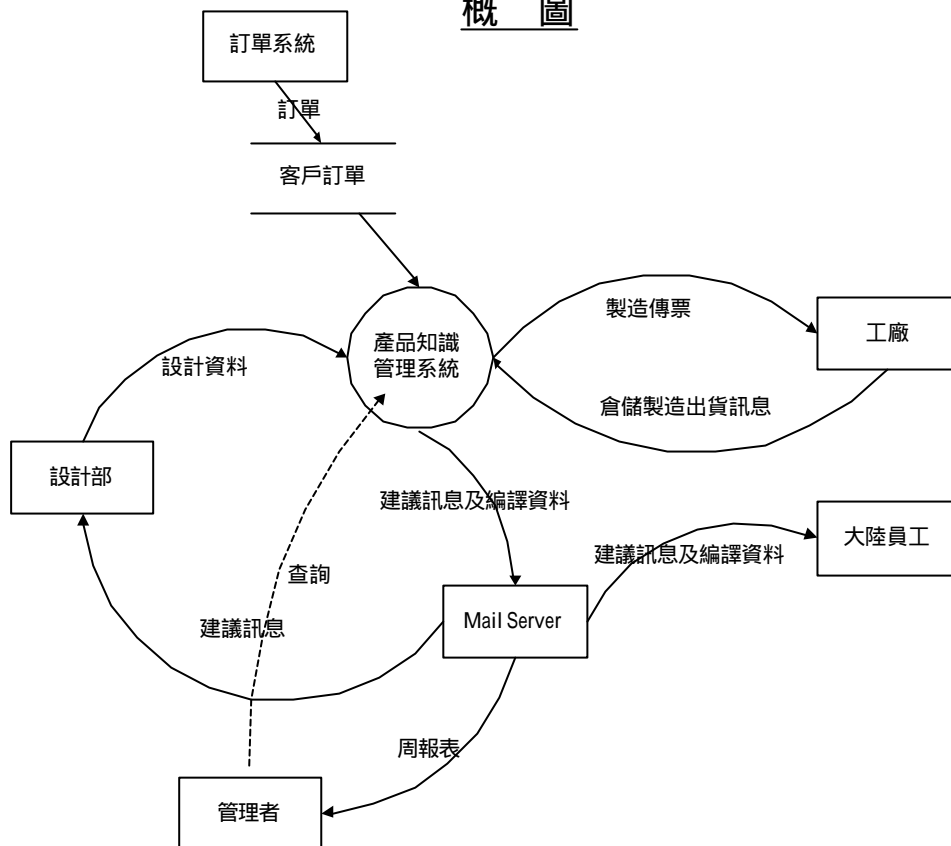 概 圖
訂單系統
訂單
客戶訂單
製造傳票
工廠
產品知識
管理系統
設計資料
倉儲製造出貨訊息
設計部
建議訊息及編譯資料
大陸員工
建議訊息及編譯資料
查詢
Mail Server
建議訊息
周報表
管理者